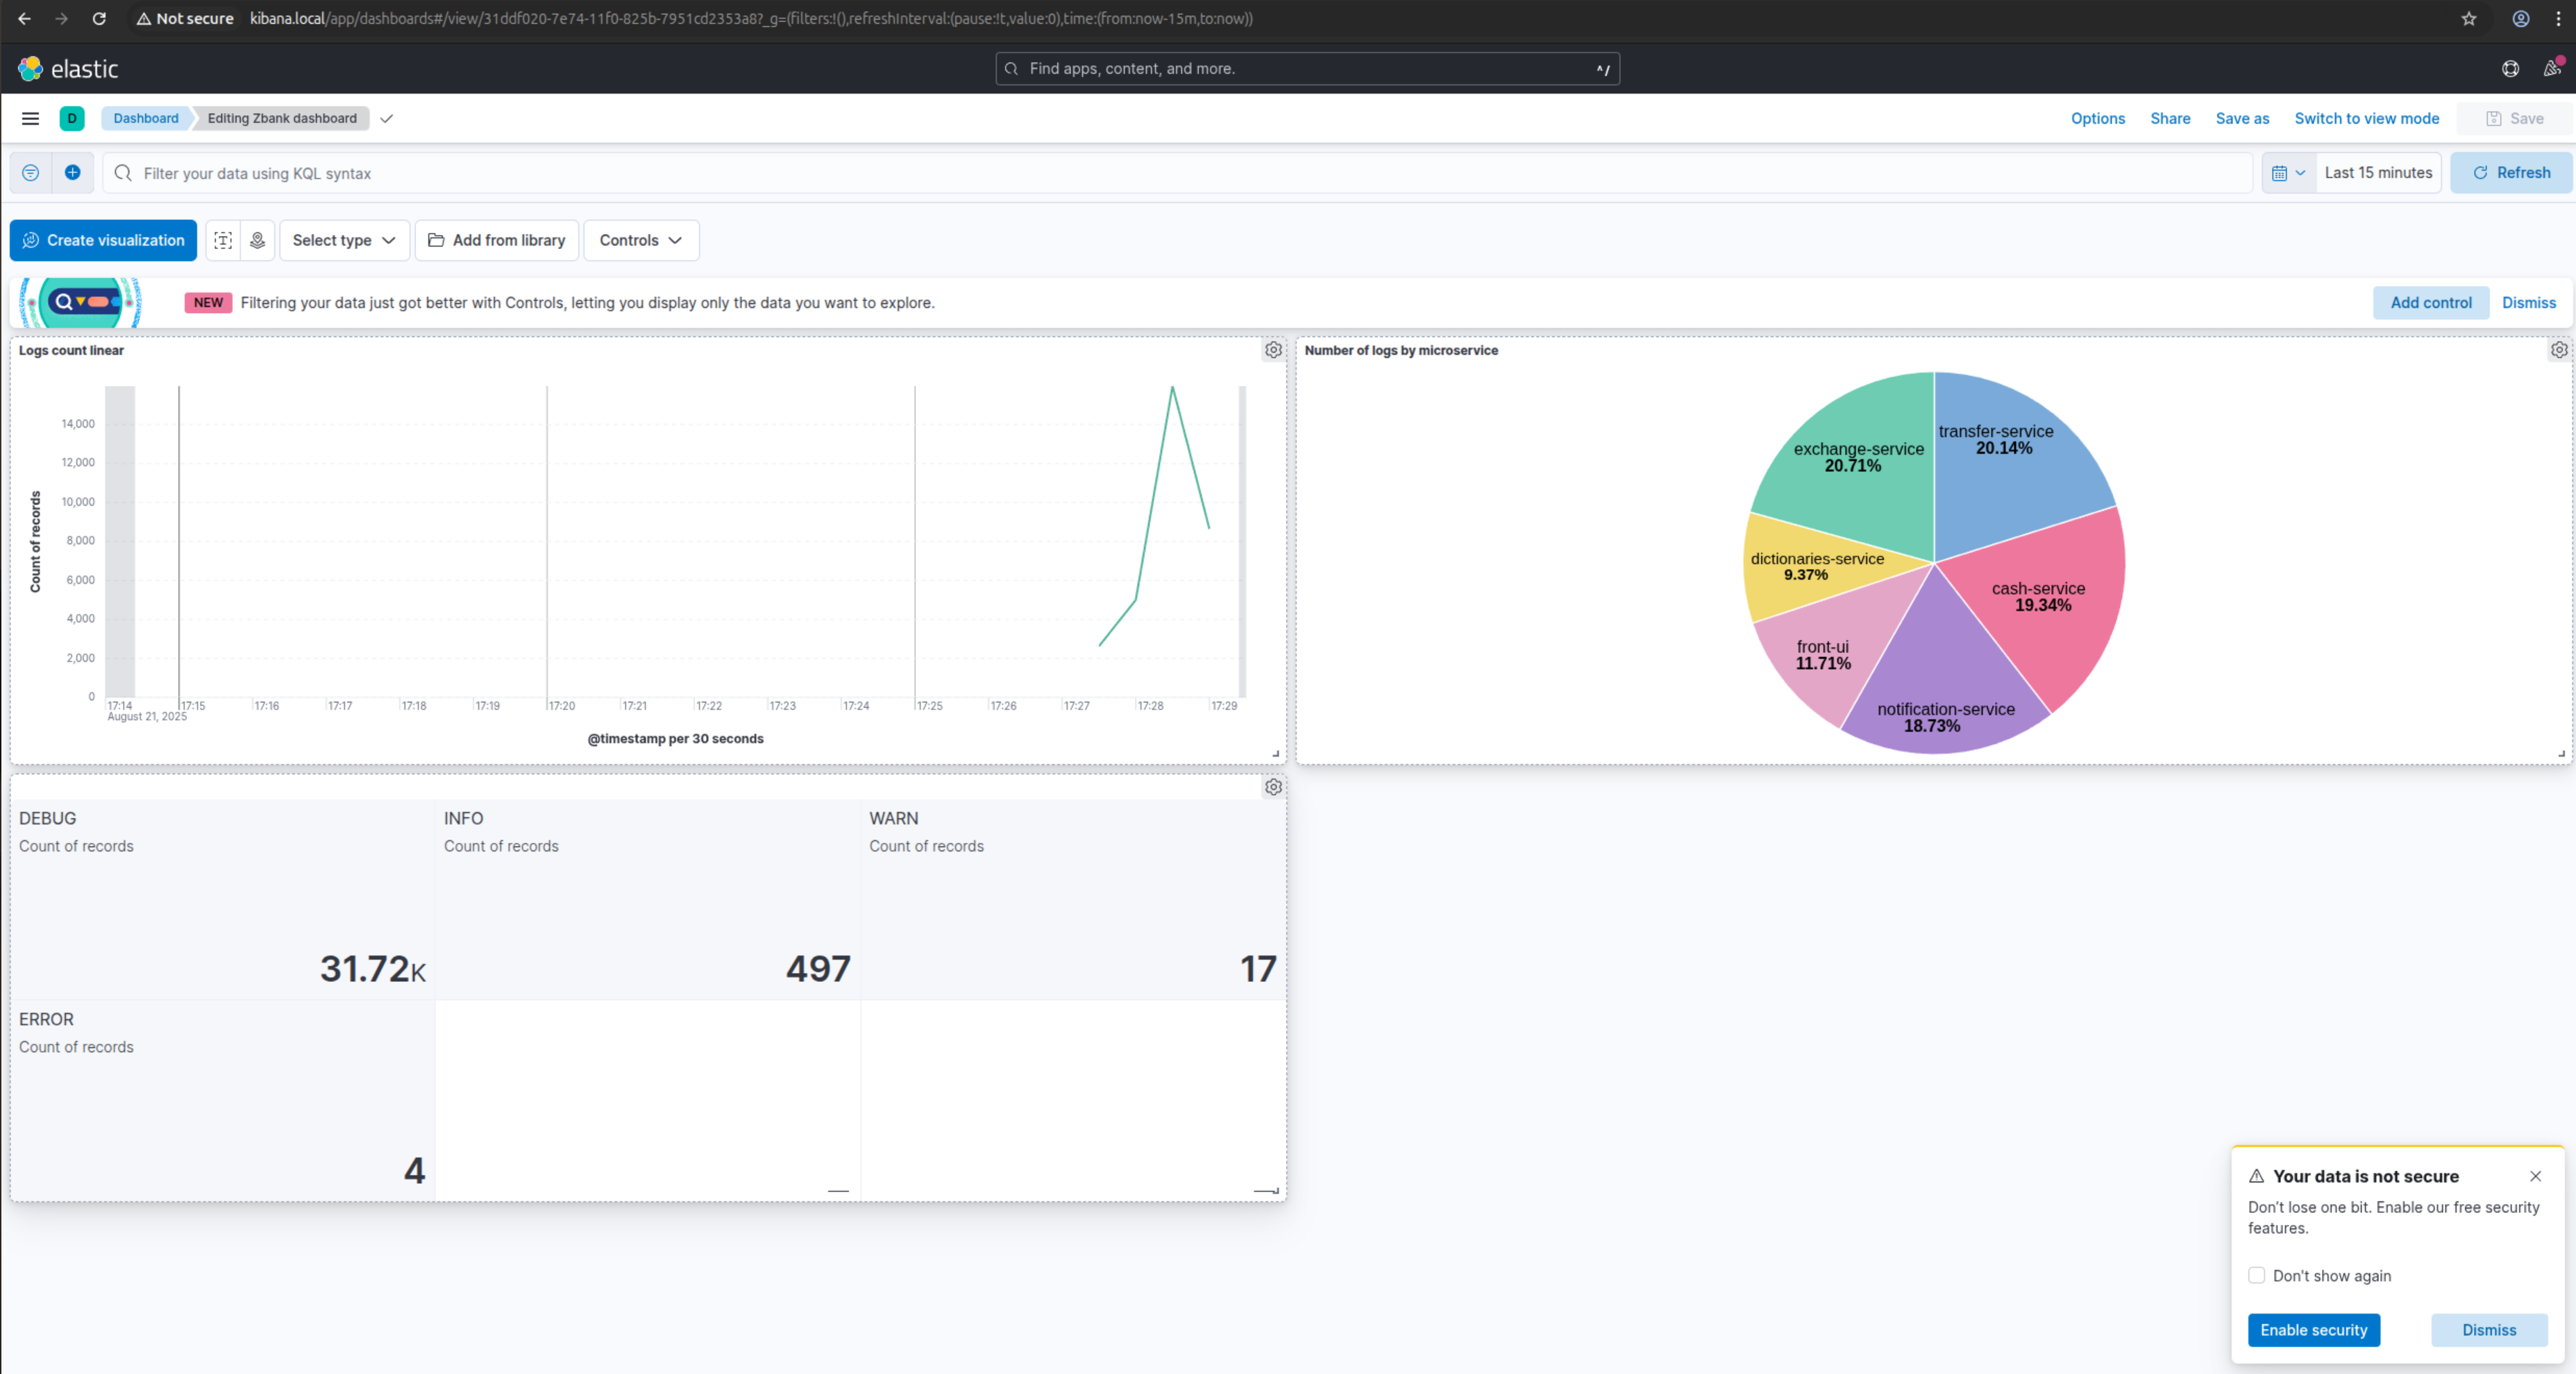 Not secure kibana.local/app/dashboards#/view/31ddf020-7e74-11f0-825b-7951cd2353a8?_g=(filters:!(),refreshInterval:(pause:!t,value:0),time:(from:now-15m,to:now))
elastic Find apps, content, and more. ^/
D Dashboard Editing Zbank dashboard Options Share Save as Switch to view mode Save
Filter your data using KQL syntax Last 15 minutes Refresh
Create visualization Select type Add from library Controls
NEW Filtering your data just got better with Controls, letting you display only the data you want to explore. Add control Dismiss
Logs count linear
14,000
12,000
10,000
8,000
6,000
4,000
2,000
0
Count of records
17:14 17:15 17:16 17:17 17:18 17:19 17:20 17:21 17:22 17:23 17:24 17:25 17:26 17:27 17:28 17:29
August 21, 2025
@timestamp per 30 seconds
Number of logs by microservice
transfer-service
20.14%
exchange-service
20.71%
dictionaries-service
9.37%
cash-service
19.34%
front-ui
11.71%
notification-service
18.73%
DEBUG
Count of records
31.72K
INFO
Count of records
497
WARN
Count of records
17
ERROR
Count of records
4
Your data is not secure
Don't lose one bit. Enable our free security
features.
Don't show again
Enable security Dismiss